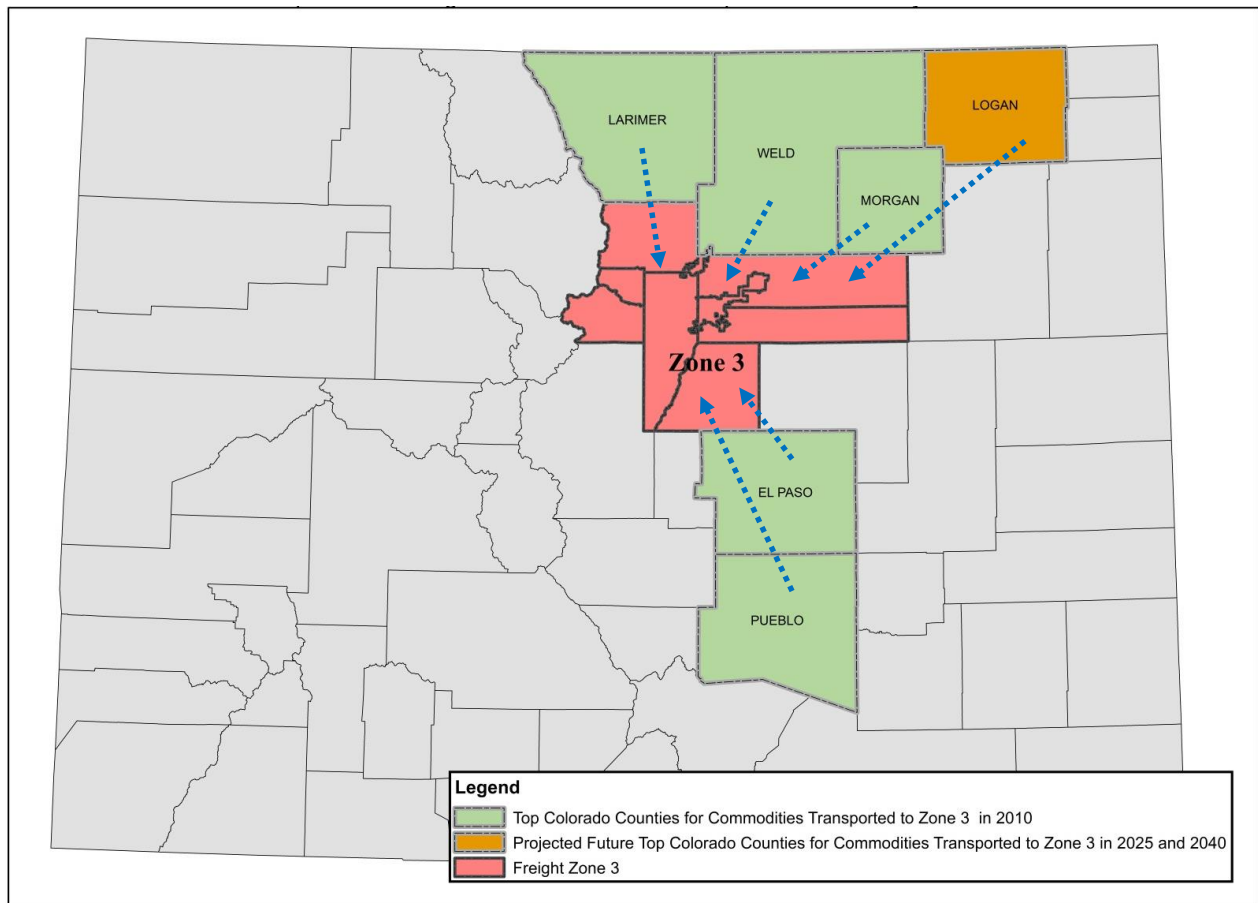 LOGAN
LARIMER
WELD
MORGAN
Zone 3
EL PASO
PUEBLO
Legend
Top Colorado Counties for Commodities Transported to Zone 3 in 2010
Projected Future Top Colorado Counties for Commodities Transported to Zone 3 in 2025 and 2040
Freight Zone 3